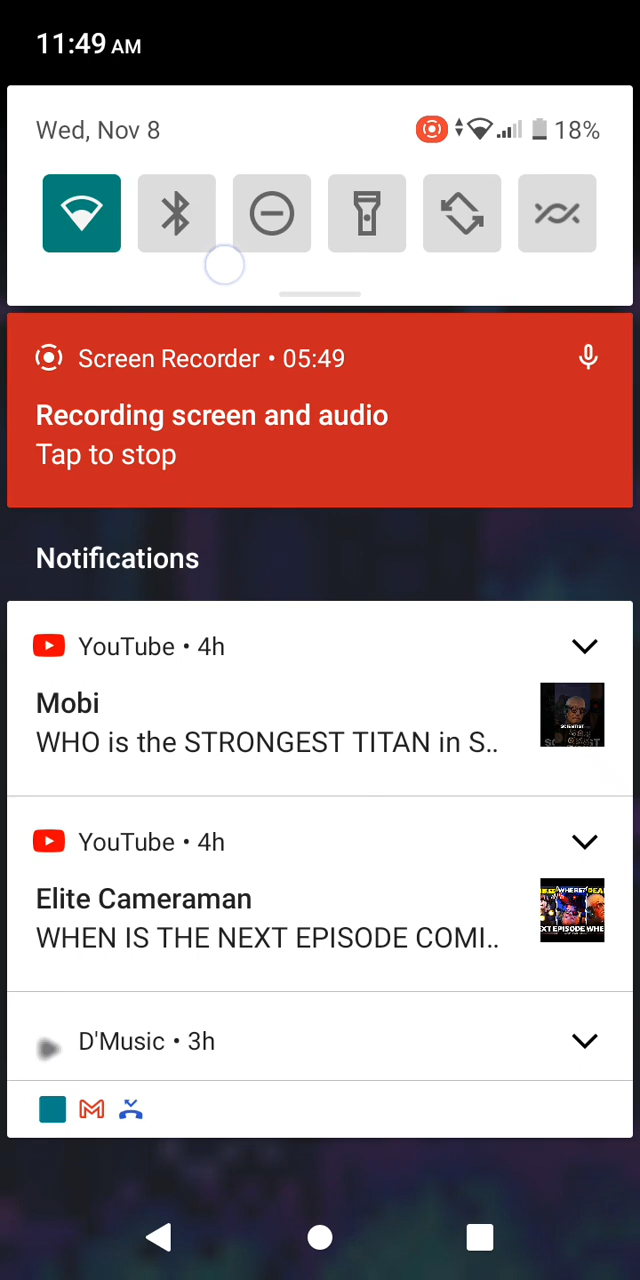 11:49 AM
Wed, Nov 8
18%
Screen Recorder • 05:49
Recording screen and audio
Tap to stop
Notifications
YouTube • 4h
Mobi
WHO is the STRONGEST TITAN in S..
YouTube • 4h
Elite Cameraman
WHEN IS THE NEXT EPISODE COMI..
D'Music • 3h